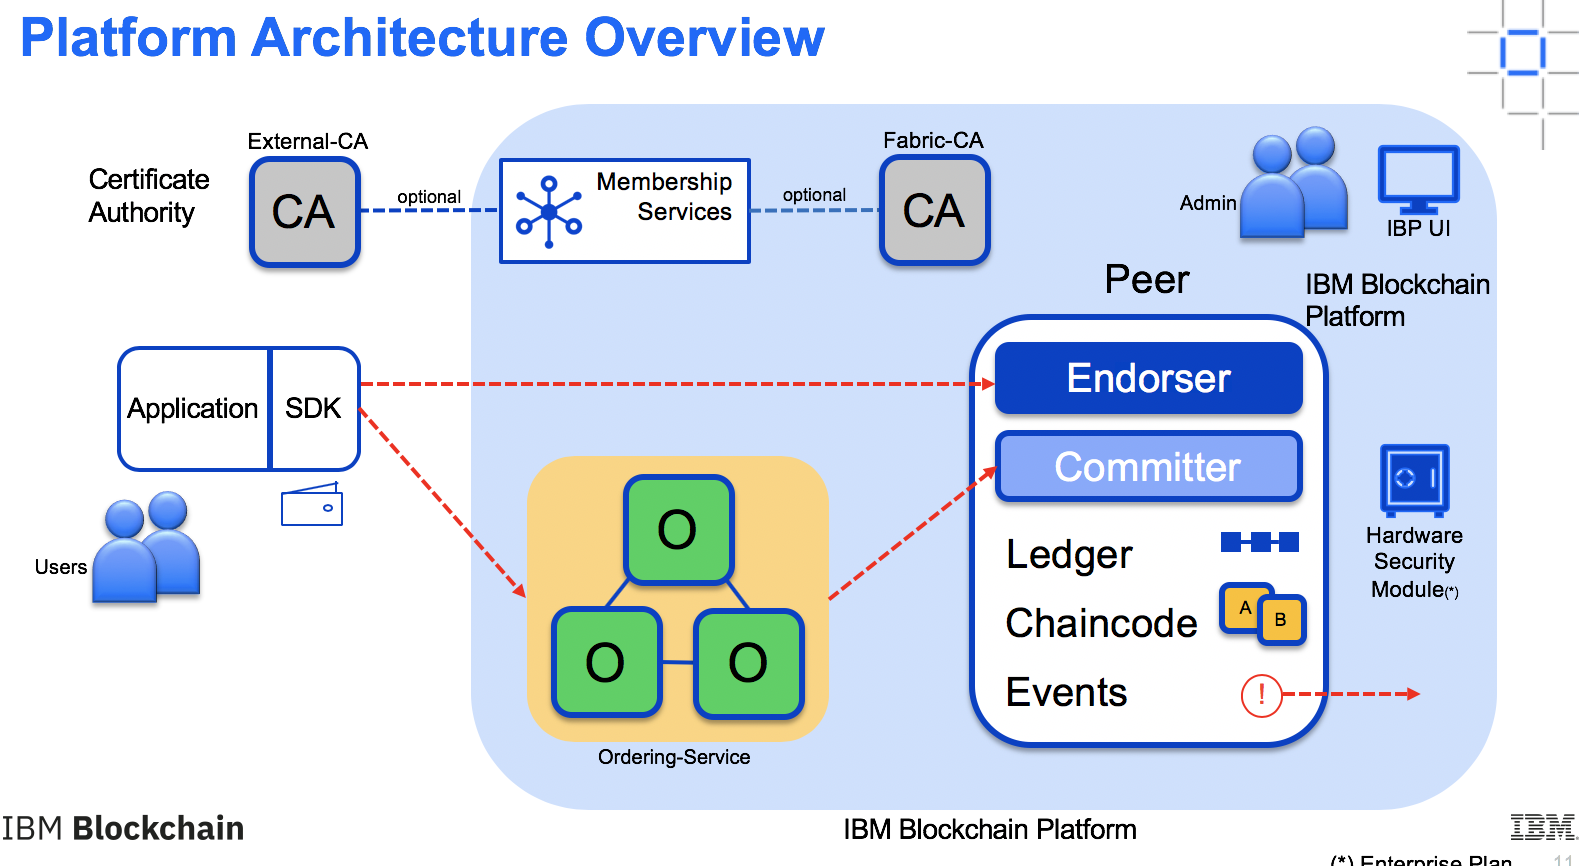 Platform Architecture Overview
External-CA
Fabric-CA
Certificate
Authority
CA
optional
Membership
Services
optional
CA
Admin
IBP UI
Peer
IBM Blockchain
Platform
Application
SDK
Endorser
Committer
Users
O
O
O
Ordering-Service
Ledger
Chaincode
A
B
Events
!
Hardware
Security
Module(*)
IBM Blockchain
IBM Blockchain Platform
IBM
(*) Enterprise Plan
11